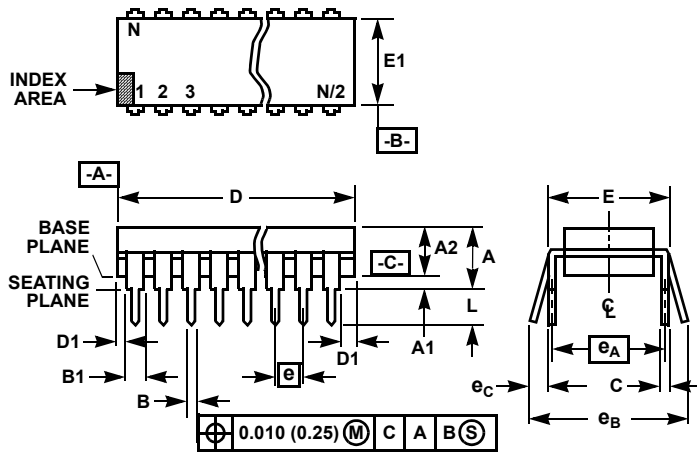 N
E1
INDEX
AREA
1 2 3 N/2
-B-
-A-
D
E
BASE
PLANE
A2
A
-C-
SEATING
PLANE
L
D1
A1
D1
B1
e
eA
eC
C
B
eB
0.010 (0.25) M C A B S
CL